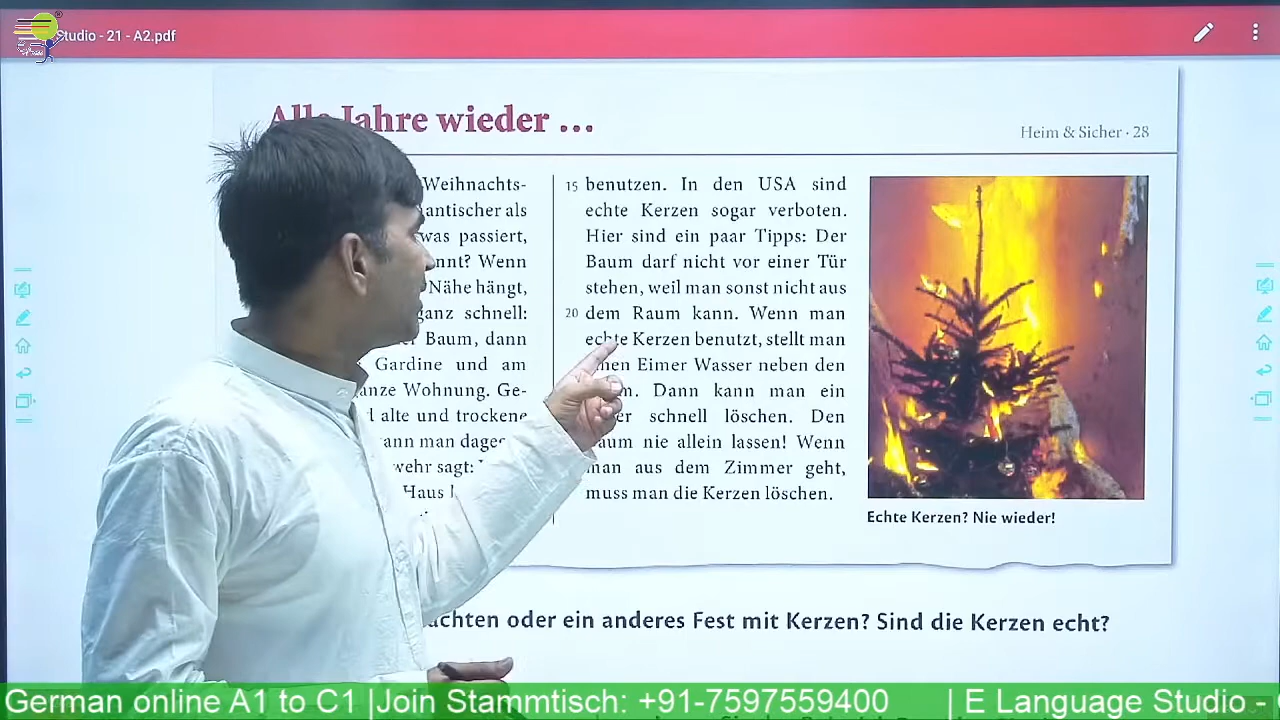 Studio - 21 - A2.pdf
Alle Jahre wieder ...
Heim & Sicher · 28
Weihnachts-
als
was passiert,
Wenn
Nähe hängt,
ganz schnell:
Baum, dann
Gardine und am
Wohnung. Ge-
alte und trockene
man
sagt:
Haus
15 benutzen. In den USA sind
echte Kerzen sogar verboten.
Hier sind ein paar Tipps: Der
Baum darf nicht vor einer Tür
stehen, weil man sonst nicht aus
20 dem Raum kann. Wenn man
echte Kerzen benutzt, stellt man
Eimer Wasser neben den
Dann kann man ein
schnell löschen. Den
Baum nie allein lassen! Wenn
man aus dem Zimmer geht,
muss man die Kerzen löschen.
Echte Kerzen? Nie wieder!
oder ein anderes Fest mit Kerzen? Sind die Kerzen echt?
German online A1 to C1 |Join Stammtisch: +91-7597559400 | E Language Studio -